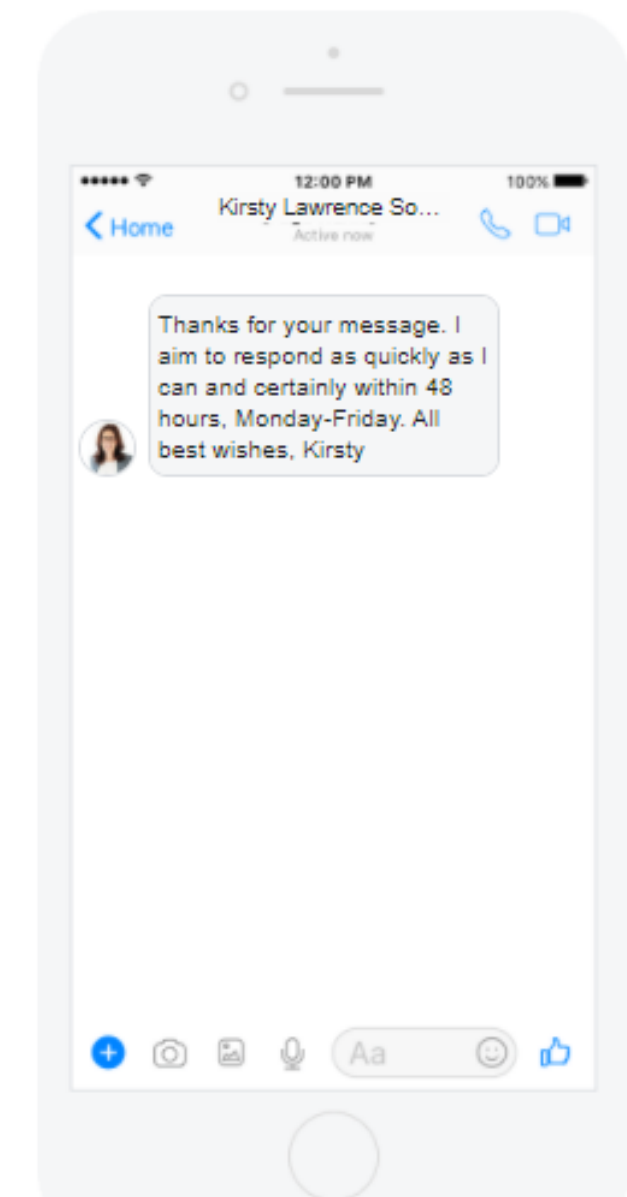 12:00 PM
100%
Home
Kirsty Lawrence So...
Active now
Thanks for your message. I
aim to respond as quickly as I
can and certainly within 48
hours, Monday-Friday. All
best wishes, Kirsty
Aa